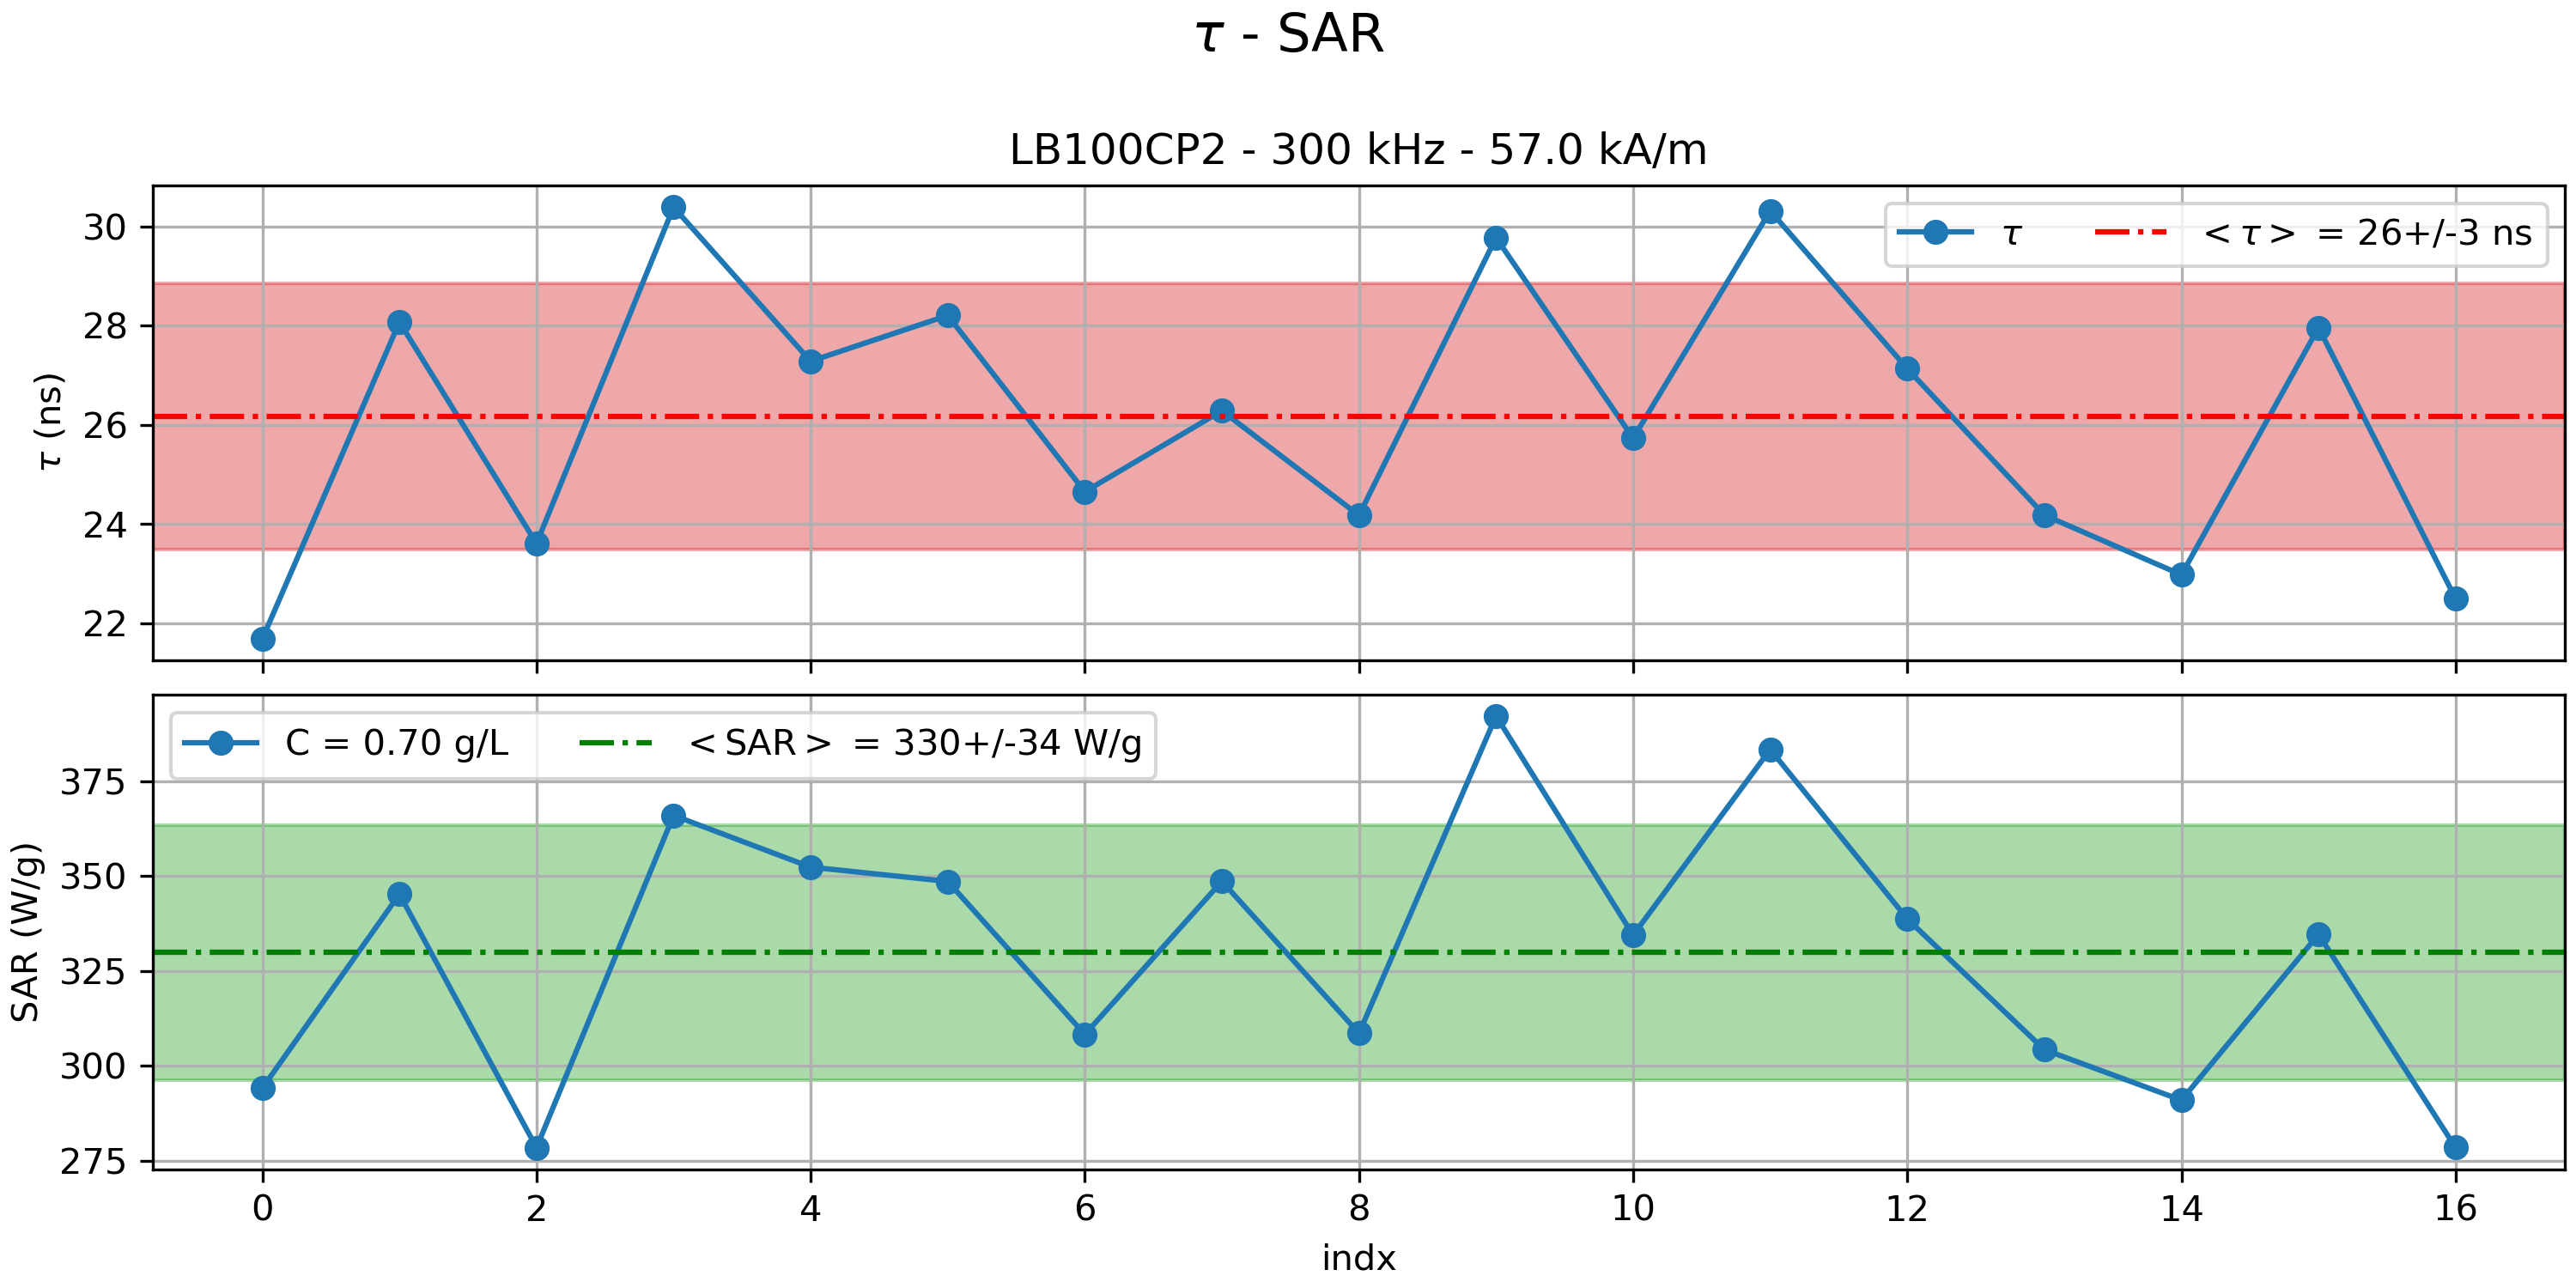 τ - SAR
LB100CP2 - 300 kHz - 57.0 kA/m
τ (ns)
30
28
26
24
22
τ
<τ> = 26+/-3 ns
SAR (W/g)
375
350
325
300
275
C = 0.70 g/L
<SAR> = 330+/-34 W/g
0 2 4 6 8 10 12 14 16
indx